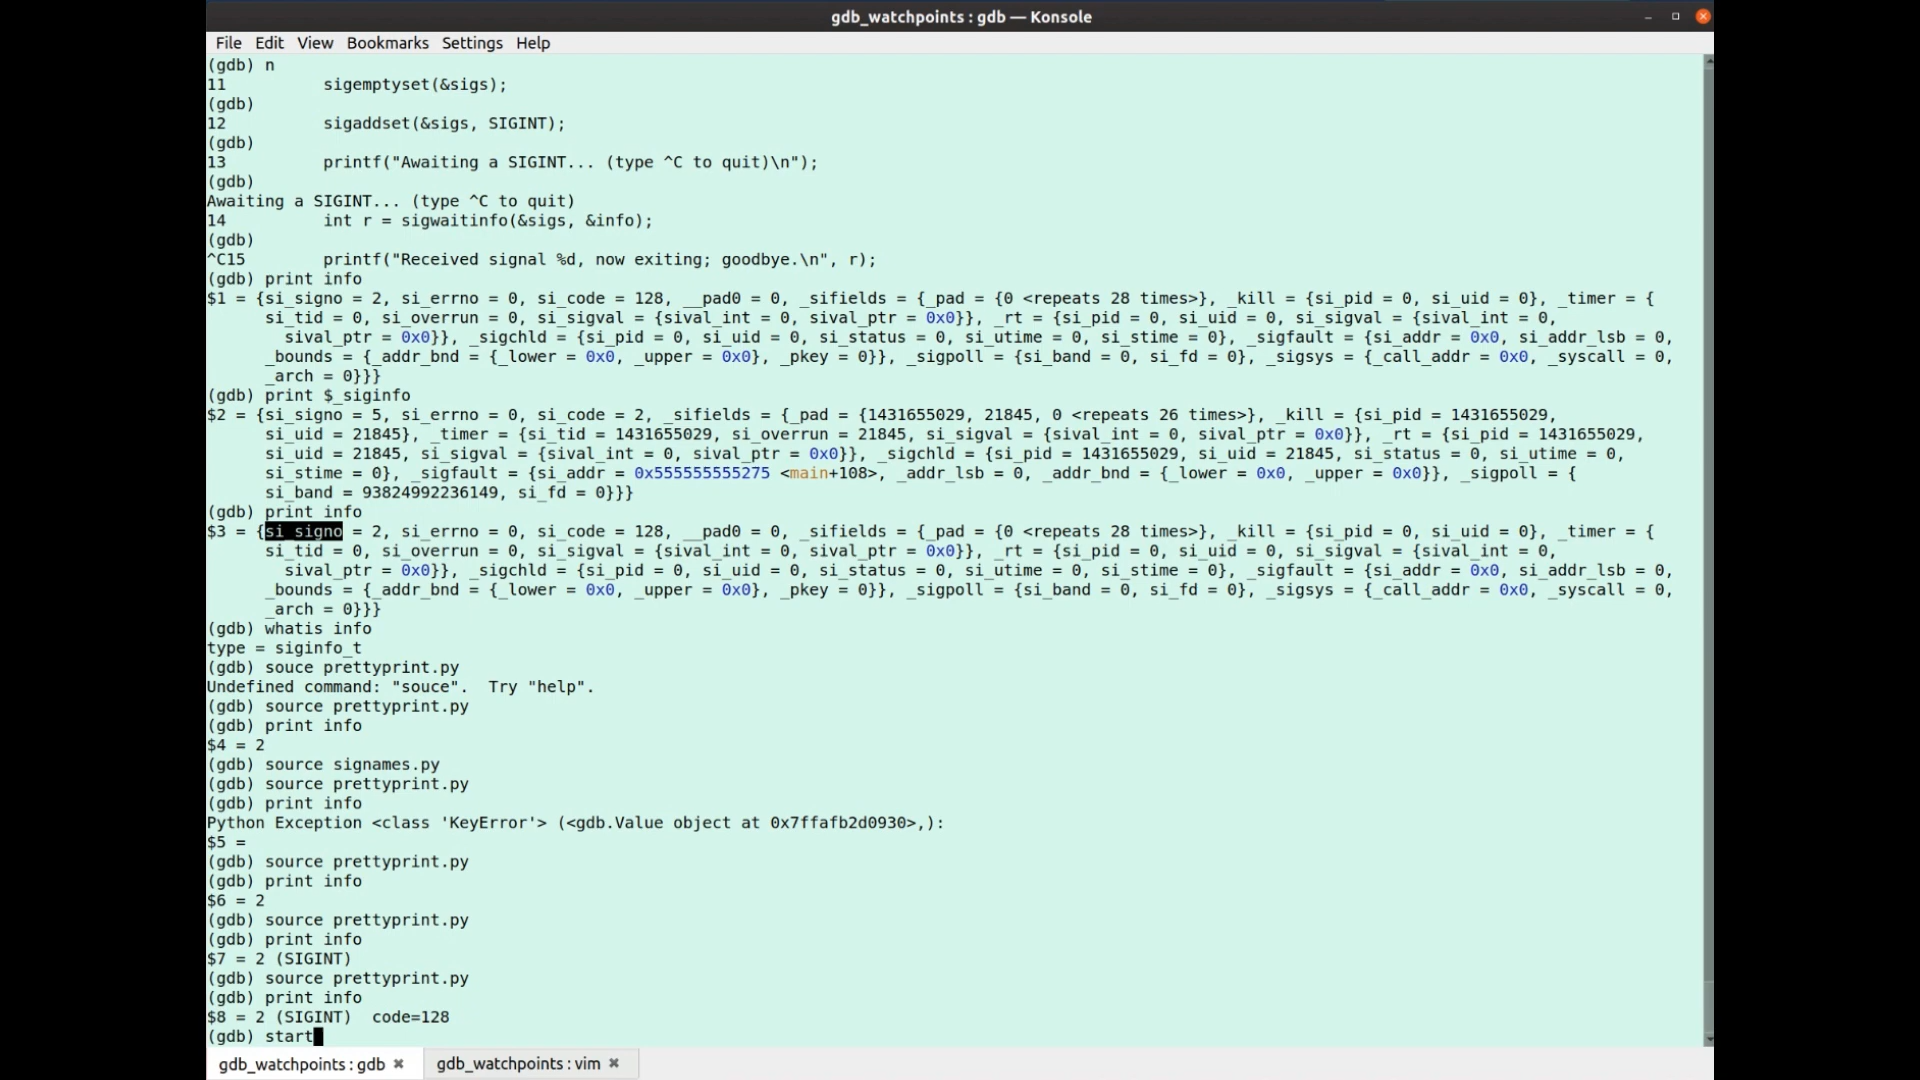 gdb_watchpoints : gdb — Konsole
File Edit View Bookmarks Settings Help
(gdb) n
11 sigemptyset(&sigs);
(gdb)
12 sigaddset(&sigs, SIGINT);
(gdb)
13 printf("Awaiting a SIGINT... (type ^C to quit)\n");
(gdb)
Awaiting a SIGINT... (type ^C to quit)
14 int r = sigwaitinfo(&sigs, &info);
(gdb)
^C15 printf("Received signal %d, now exiting; goodbye.\n", r);
(gdb) print info
$1 = {si_signo = 2, si_errno = 0, si_code = 128, __pad0 = 0, _sifields = {_pad = {0 <repeats 28 times>}, _kill = {si_pid = 0, si_uid = 0}, _timer = {
si_tid = 0, si_overrun = 0, si_sigval = {sival_int = 0, sival_ptr = 0x0}}, _rt = {si_pid = 0, si_uid = 0, si_sigval = {sival_int = 0,
sival_ptr = 0x0}}, _sigchld = {si_pid = 0, si_uid = 0, si_status = 0, si_utime = 0, si_stime = 0}, _sigfault = {si_addr = 0x0, si_addr_lsb = 0,
_bounds = {_addr_bnd = {_lower = 0x0, _upper = 0x0}, _pkey = 0}}, _sigpoll = {si_band = 0, si_fd = 0}, _sigsys = {_call_addr = 0x0, _syscall = 0,
_arch = 0}}}
(gdb) print $_siginfo
$2 = {si_signo = 5, si_errno = 0, si_code = 2, _sifields = {_pad = {1431655029, 21845, 0 <repeats 26 times>}, _kill = {si_pid = 1431655029,
si_uid = 21845}, _timer = {si_tid = 1431655029, si_overrun = 21845, si_sigval = {sival_int = 0, sival_ptr = 0x0}}, _rt = {si_pid = 1431655029,
si_uid = 21845, si_sigval = {sival_int = 0, sival_ptr = 0x0}}, _sigchld = {si_pid = 1431655029, si_uid = 21845, si_status = 0, si_utime = 0,
si_stime = 0}, _sigfault = {si_addr = 0x555555555275 <main+108>, _addr_lsb = 0, _addr_bnd = {_lower = 0x0, _upper = 0x0}}, _sigpoll = {
si_band = 93824992236149, si_fd = 0}}}
(gdb) print info
$3 = {si_signo = 2, si_errno = 0, si_code = 128, __pad0 = 0, _sifields = {_pad = {0 <repeats 28 times>}, _kill = {si_pid = 0, si_uid = 0}, _timer = {
si_tid = 0, si_overrun = 0, si_sigval = {sival_int = 0, sival_ptr = 0x0}}, _rt = {si_pid = 0, si_uid = 0, si_sigval = {sival_int = 0,
sival_ptr = 0x0}}, _sigchld = {si_pid = 0, si_uid = 0, si_status = 0, si_utime = 0, si_stime = 0}, _sigfault = {si_addr = 0x0, si_addr_lsb = 0,
_bounds = {_addr_bnd = {_lower = 0x0, _upper = 0x0}, _pkey = 0}}, _sigpoll = {si_band = 0, si_fd = 0}, _sigsys = {_call_addr = 0x0, _syscall = 0,
_arch = 0}}}
(gdb) whatis info
type = siginfo_t
(gdb) souce prettyprint.py
Undefined command: "souce".  Try "help".
(gdb) source prettyprint.py
(gdb) print info
$4 = 2
(gdb) source signames.py
(gdb) source prettyprint.py
(gdb) print info
Python Exception <class 'KeyError'> (<gdb.Value object at 0x7ffafb2d0930>,):
$5 =
(gdb) source prettyprint.py
(gdb) print info
$6 = 2
(gdb) source prettyprint.py
(gdb) print info
$7 = 2 (SIGINT)
(gdb) source prettyprint.py
(gdb) print info
$8 = 2 (SIGINT)  code=128
(gdb) start
gdb_watchpoints : gdb gdb_watchpoints : vim